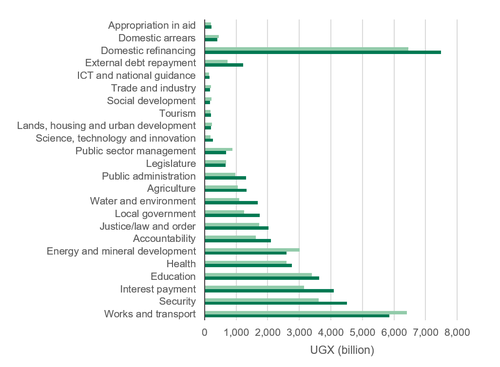 Appropriation in aid
Domestic arrears
Domestic refinancing
External debt repayment
ICT and national guidance
Trade and industry
Social development
Tourism
Lands, housing and urban development
Science, technology and innovation
Public sector management
Legislature
Public administration
Agriculture
Water and environment
Local government
Justice/law and order
Accountability
Energy and mineral development
Health
Education
Interest payment
Security
Works and transport
0 1,000 2,000 3,000 4,000 5,000 6,000 7,000 8,000
UGX (billion)